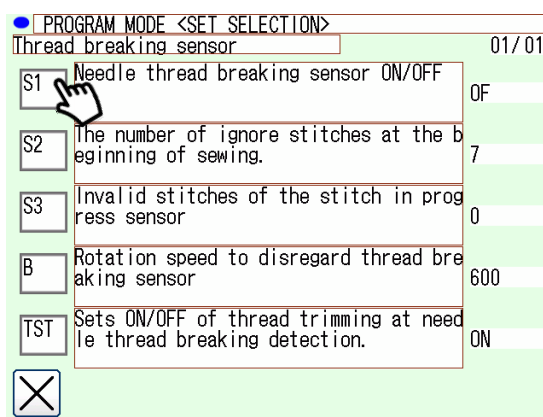 PROGRAM MODE <SET SELECTION>
Thread breaking sensor 01/01
S1 Needle thread breaking sensor ON/OFF OF
S2 The number of ignore stitches at the b
eginning of sewing. 7
S3 Invalid stitches of the stitch in prog
ress sensor 0
B Rotation speed to disregard thread bre
aking sensor 600
TST Sets ON/OFF of thread trimming at need
le thread breaking detection. ON